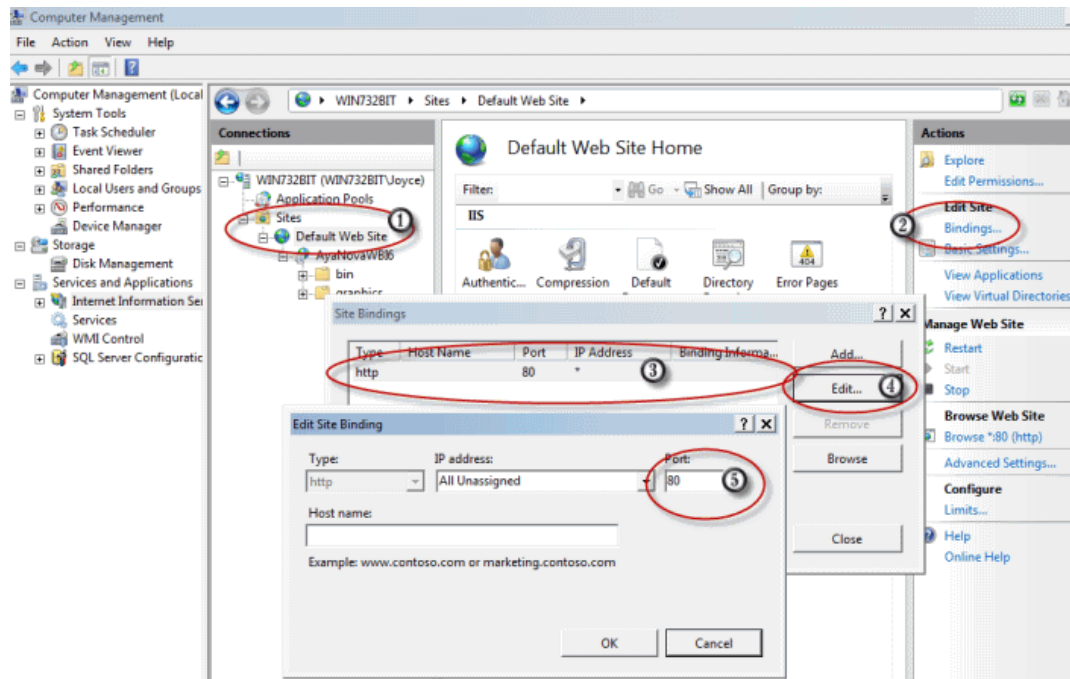 Computer Management
File Action View Help
Computer Management (Local
System Tools
Task Scheduler
Event Viewer
Shared Folders
Local Users and Groups
Performance
Device Manager
Storage
Disk Management
Services and Applications
Internet Information Ser
Services
WMI Control
SQL Server Configuratic
WIN732BIT Sites Default Web Site
Connections
WIN732BIT (WIN732BIT\Joyce)
Application Pools
Sites
1
Default Web Site
AyaNovaWBI6
bin
graphics
Default Web Site Home
Filter: Go Show All Group by:
IIS
Authentic... Compression Default Directory Error Pages
404
Actions
Explore
Edit Permissions...
Edit Site
2
Bindings...
Basic Settings...
View Applications
View Virtual Directories
Manage Web Site
Restart
Start
Stop
Browse Web Site
Browse *:80 (http)
Advanced Settings...
Configure
Limits...
Help
Online Help
Site Bindings
Type Host Name Port IP Address Binding Informa...
http 80 * 3
Add...
Edit... 4
Remove
Browse
Close
Edit Site Binding
Type: IP address: Port:
http All Unassigned 80 5
Host name:
Example: www.contoso.com or marketing.contoso.com
OK Cancel